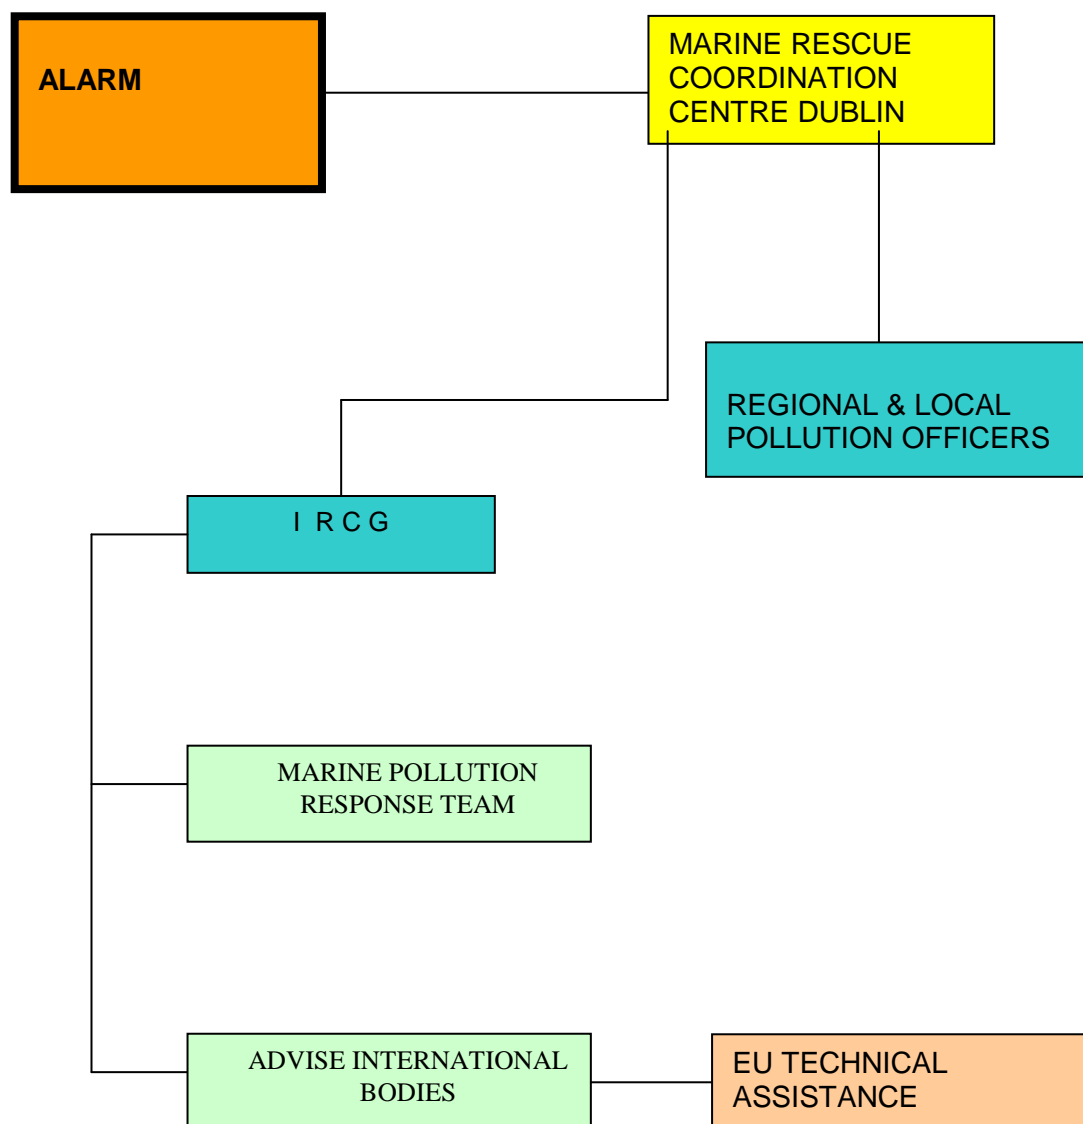 ALARM
MARINE RESCUE
COORDINATION
CENTRE DUBLIN
REGIONAL & LOCAL
POLLUTION OFFICERS
I R C G
MARINE POLLUTION
RESPONSE TEAM
ADVISE INTERNATIONAL
BODIES
EU TECHNICAL
ASSISTANCE